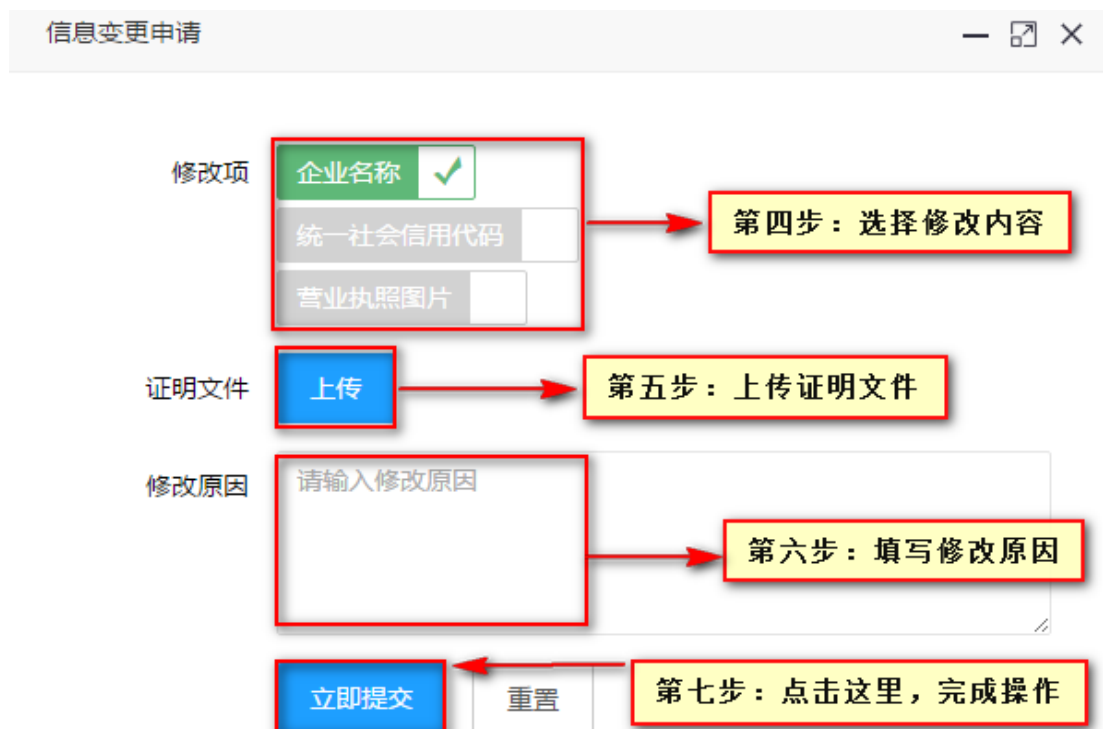 信息变更申请
修改项
企业名称
统一社会信用代码
营业执照图片
第四步：选择修改内容
证明文件
上传
第五步：上传证明文件
修改原因
请输入修改原因
第六步：填写修改原因
立即提交
重置
第七步：点击这里，完成操作